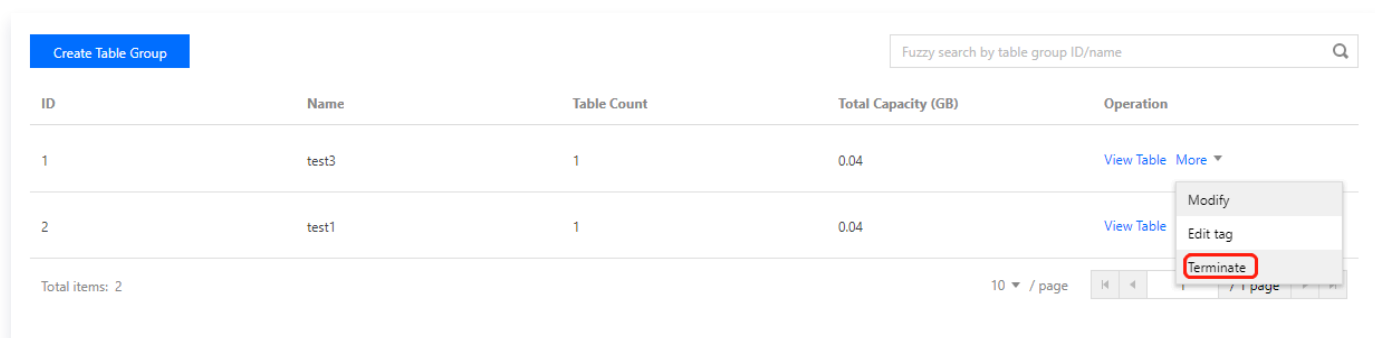 Create Table Group
Fuzzy search by table group ID/name
ID Name Table Count Total Capacity (GB) Operation
1 test3 1 0.04 View Table More
Modify
2 test1 1 0.04 View Table
Edit tag
Terminate
Total items: 2 10 / page 1 / 1 page